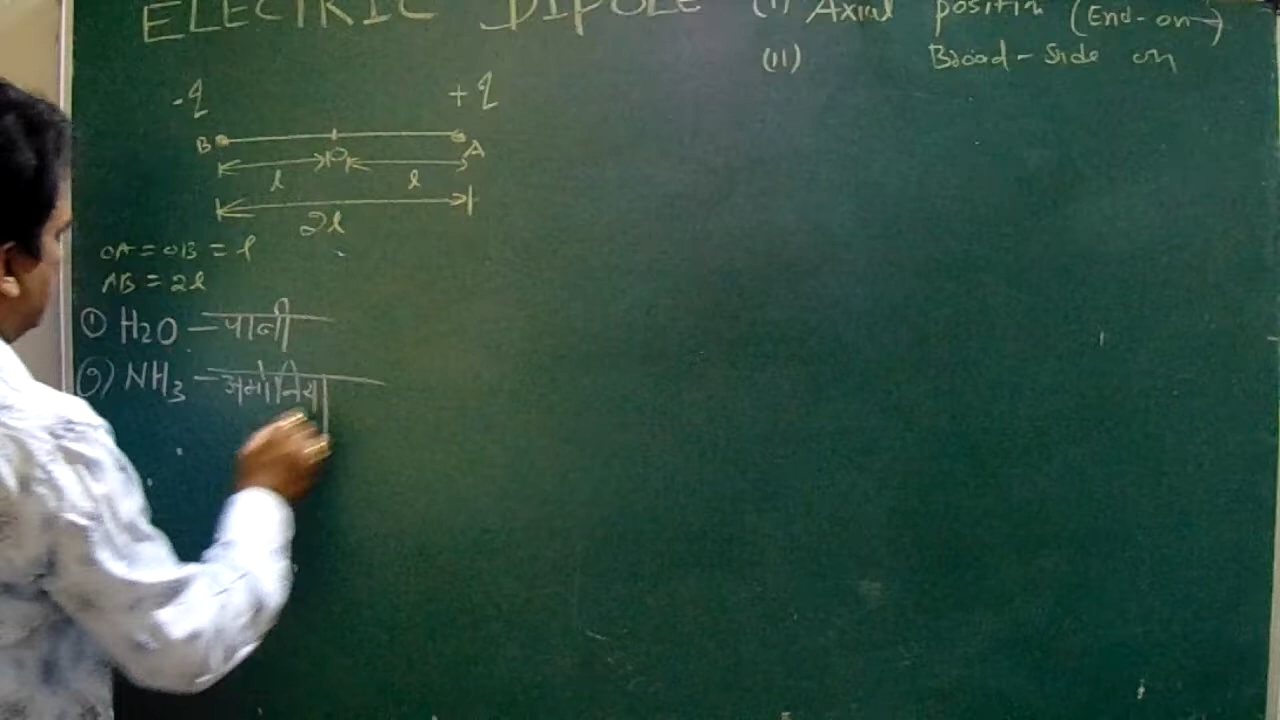 ELECTRIC DIPOLE
(I) Axial positin (End-on)
(II) Broad-Side on
-q +q
B O A
l l
2l
OA = OB = l
AB = 2l
① H2O - पानी
② NH3 - अमोनिया